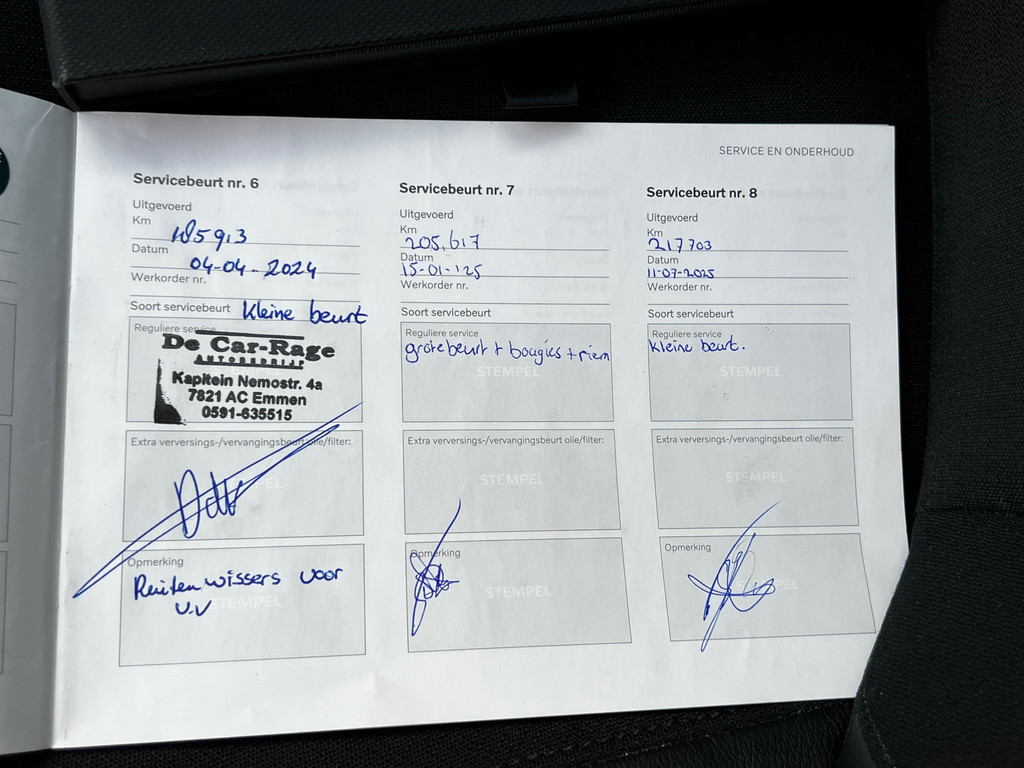 SERVICE EN ONDERHOUD
Servicebeurt nr. 6
Uitgevoerd
Km
Datum 04-04-2024
Werkorder nr.
Soort servicebeurt Kleine beurt
Reguliere service
De Car-Rage
AUTOBEDRIJF
Kapitein Nemostr. 4a
7821 AC Emmen
0591-635515
Extra verversings-/vervangingsbeurt olie/filter:
Opmerking
Ruitenwissers voor
V.V
STEMPEL
Servicebeurt nr. 7
Uitgevoerd
Km 205,617
Datum 15-01-'25
Werkorder nr.
Soort servicebeurt
Reguliere service
grote beurt + bougies + riem
STEMPEL
Extra verversings-/vervangingsbeurt olie/filter:
STEMPEL
Opmerking
STEMPEL
Servicebeurt nr. 8
Uitgevoerd
Km 217703
Datum 11-07-2025
Werkorder nr.
Soort servicebeurt
Reguliere service
kleine beurt.
STEMPEL
Extra verversings-/vervangingsbeurt olie/filter:
STEMPEL
Opmerking